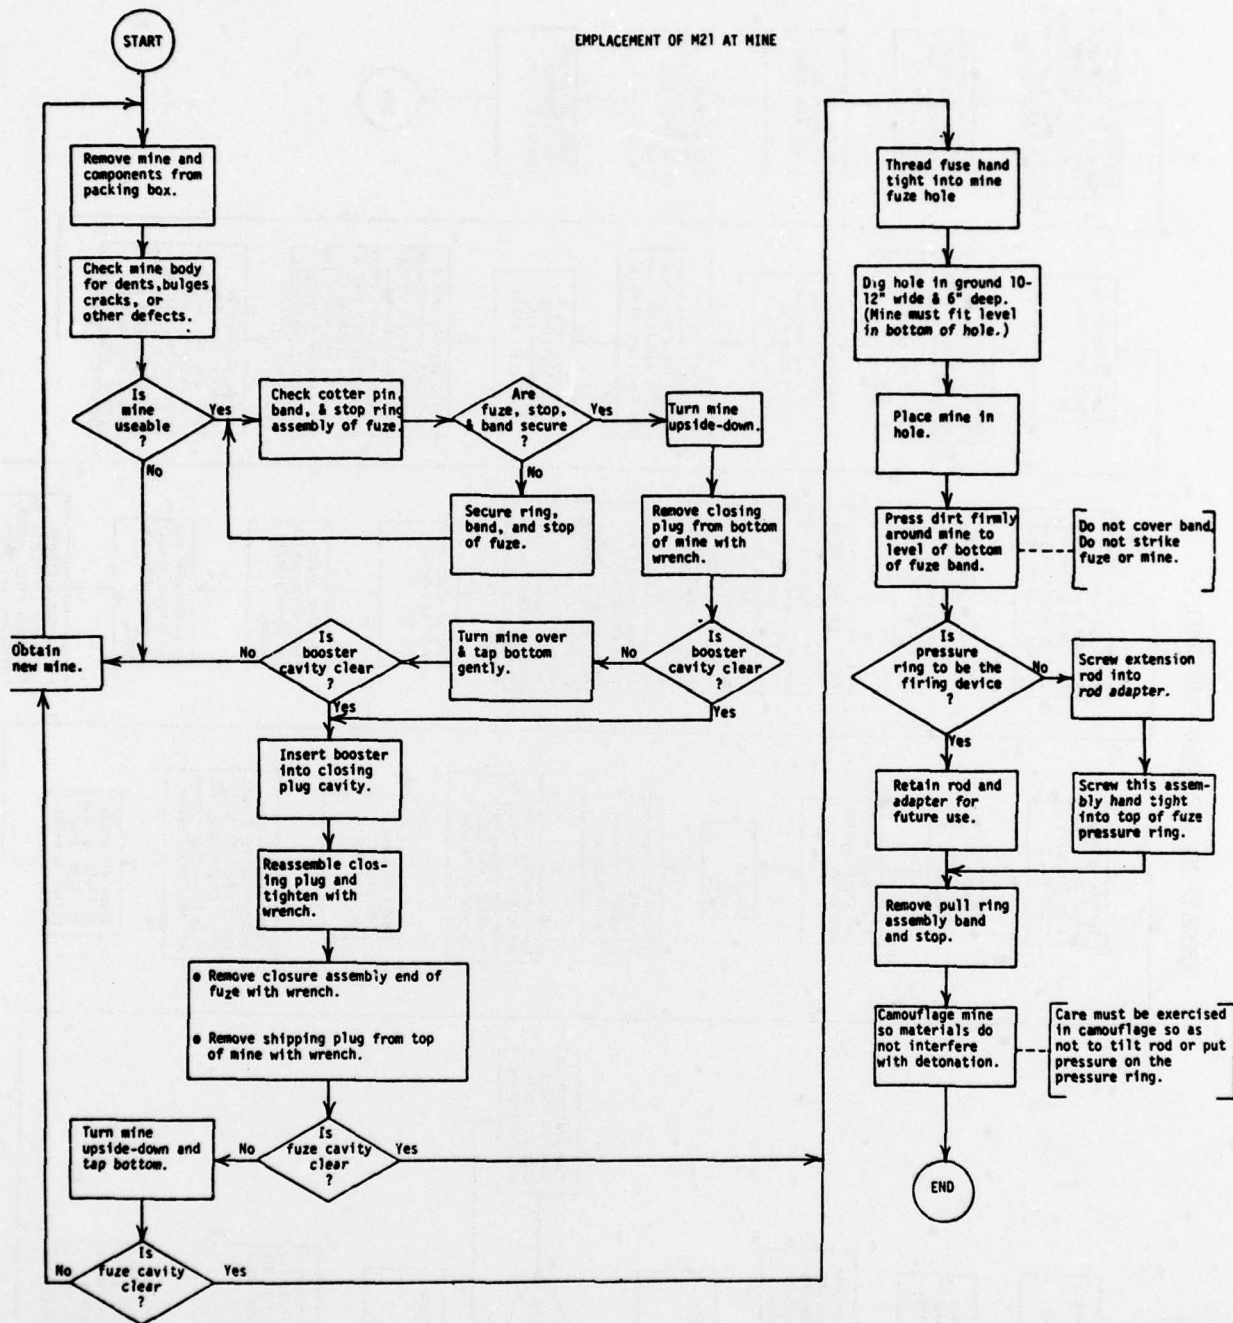 START
EMPLACEMENT OF M21 AT MINE
Remove mine and
components from
packing box.
Check mine body
for dents,bulges,
cracks, or
other defects.
Is
mine
useable
?
Yes
No
Check cotter pin,
band, & stop ring
assembly of fuze.
Are
fuze, stop,
& band secure
?
Yes
No
Secure ring,
band, and stop
of fuze.
Turn mine
upside-down.
Remove closing
plug from bottom
of mine with
wrench.
Is
booster
cavity clear
?
No
Yes
Turn mine over
& tap bottom
gently.
Is
booster
cavity clear
?
No
Yes
Obtain
new mine.
Insert booster
into closing
plug cavity.
Reassemble clos-
ing plug and
tighten with
wrench.
● Remove closure assembly end of
fuze with wrench.
● Remove shipping plug from top
of mine with wrench.
Is
fuze cavity
clear
?
No
Yes
Turn mine
upside-down and
tap bottom.
Is
fuze cavity
clear
?
No
Yes
Thread fuse hand
tight into mine
fuze hole
Dig hole in ground 10-
12" wide & 6" deep.
(Mine must fit level
in bottom of hole.)
Place mine in
hole.
Press dirt firmly
around mine to
level of bottom
of fuze band.
Do not cover band.
Do not strike
fuze or mine.
Is
pressure
ring to be the
firing device
?
No
Yes
Screw extension
rod into
rod adapter.
Screw this assem-
bly hand tight
into top of fuze
pressure ring.
Retain rod and
adapter for
future use.
Remove pull ring
assembly band
and stop.
Camouflage mine
so materials do
not interfere
with detonation.
Care must be exercised
in camouflage so as
not to tilt rod or put
pressure on the
pressure ring.
END